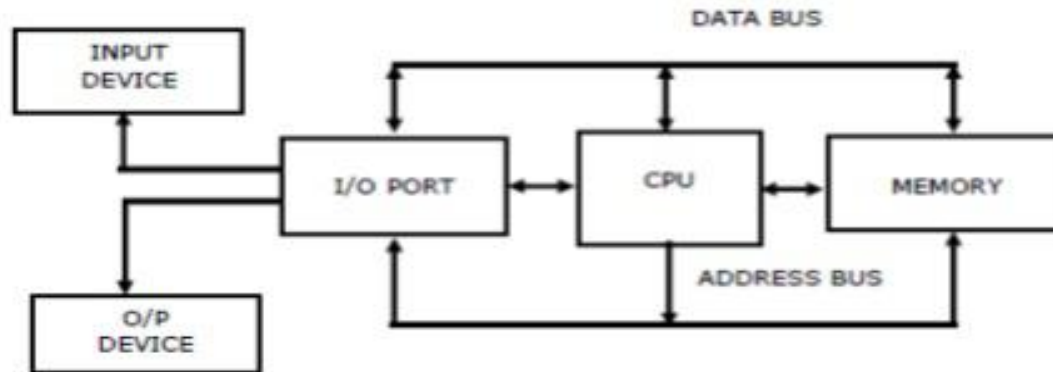 DATA BUS
INPUT
DEVICE
I/O PORT
CPU
MEMORY
ADDRESS BUS
O/P
DEVICE